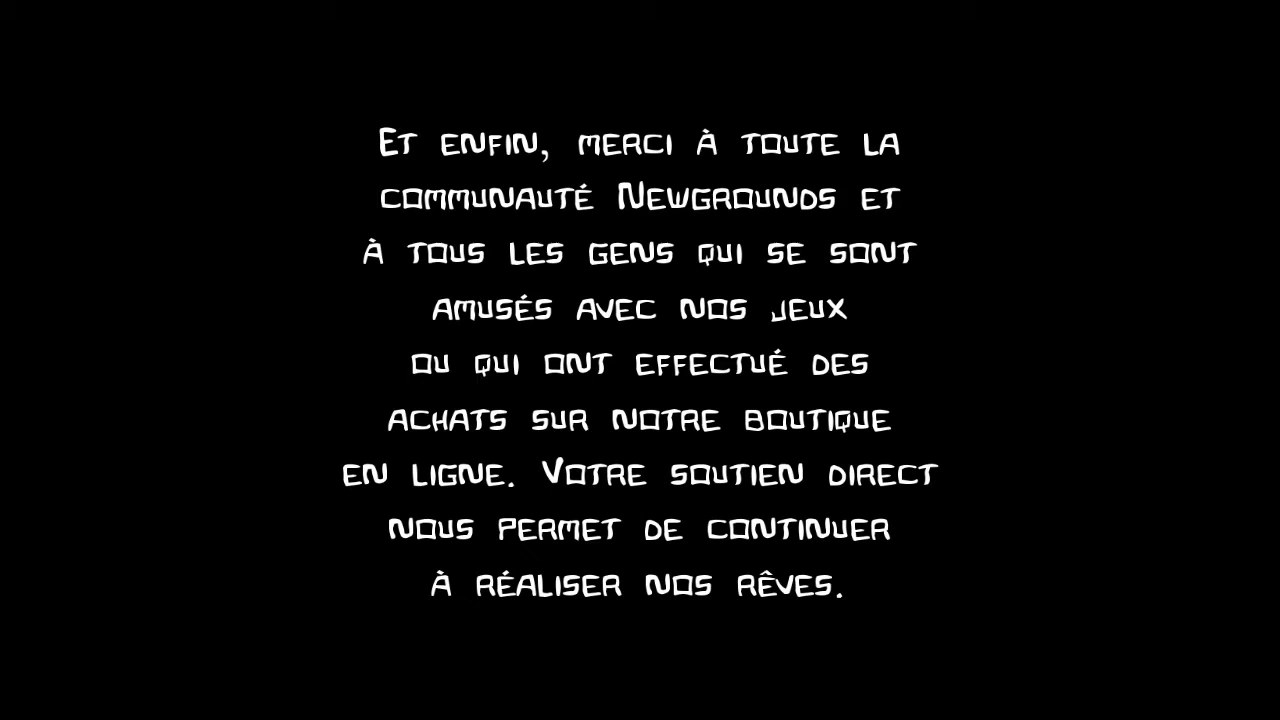 Et enfin, merci à toute la
communauté Newgrounds et
à tous les gens qui se sont
amusés avec nos jeux
ou qui ont effectué des
achats sur notre boutique
en ligne. Votre soutien direct
nous permet de continuer
à réaliser nos rêves.